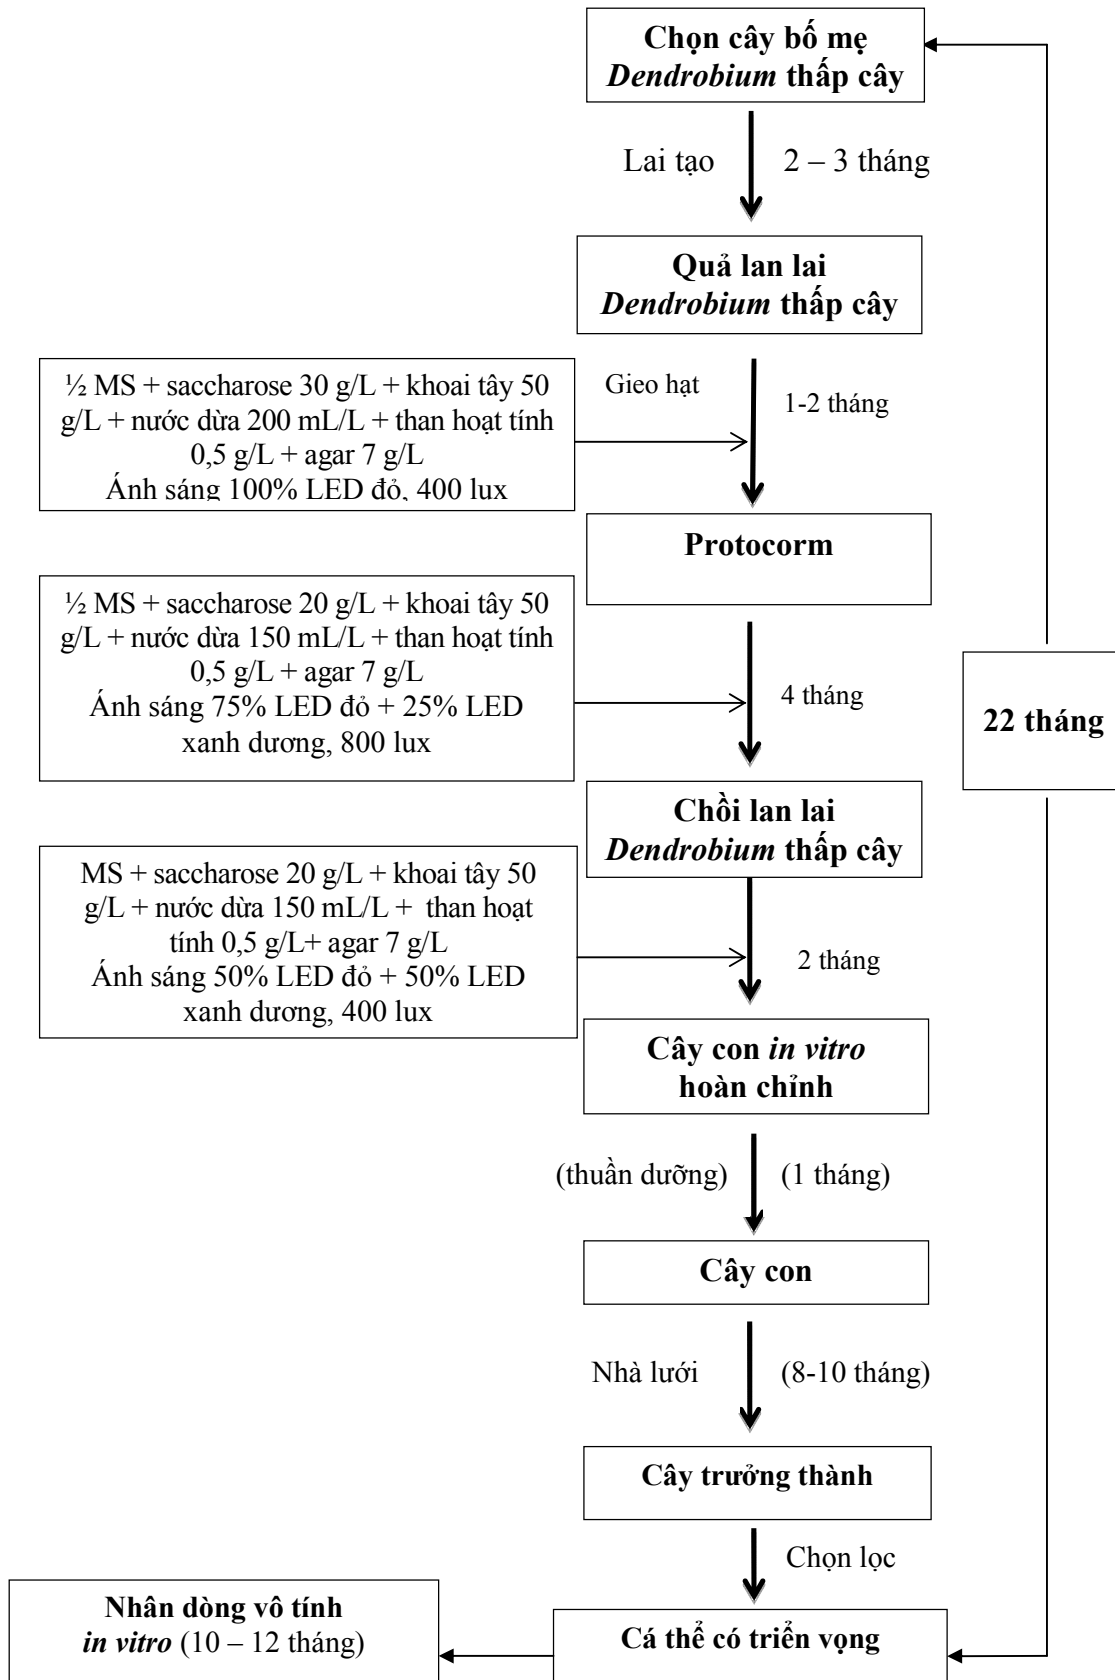 Chọn cây bố mẹ
Dendrobium thấp cây
Lai tạo
2 – 3 tháng
Quả lan lai
Dendrobium thấp cây
½ MS + saccharose 30 g/L + khoai tây 50
g/L + nước dừa 200 mL/L + than hoạt tính
0,5 g/L + agar 7 g/L
Ánh sáng 100% LED đỏ, 400 lux
Gieo hạt
1-2 tháng
Protocorm
½ MS + saccharose 20 g/L + khoai tây 50
g/L + nước dừa 150 mL/L + than hoạt tính
0,5 g/L + agar 7 g/L
Ánh sáng 75% LED đỏ + 25% LED
xanh dương, 800 lux
4 tháng
22 tháng
Chồi lan lai
Dendrobium thấp cây
MS + saccharose 20 g/L + khoai tây 50
g/L + nước dừa 150 mL/L + than hoạt
tính 0,5 g/L+ agar 7 g/L
Ánh sáng 50% LED đỏ + 50% LED
xanh dương, 400 lux
2 tháng
Cây con in vitro
hoàn chỉnh
(thuần dưỡng)
(1 tháng)
Cây con
Nhà lưới
(8-10 tháng)
Cây trưởng thành
Chọn lọc
Nhân dòng vô tính
in vitro (10 – 12 tháng)
Cá thể có triển vọng